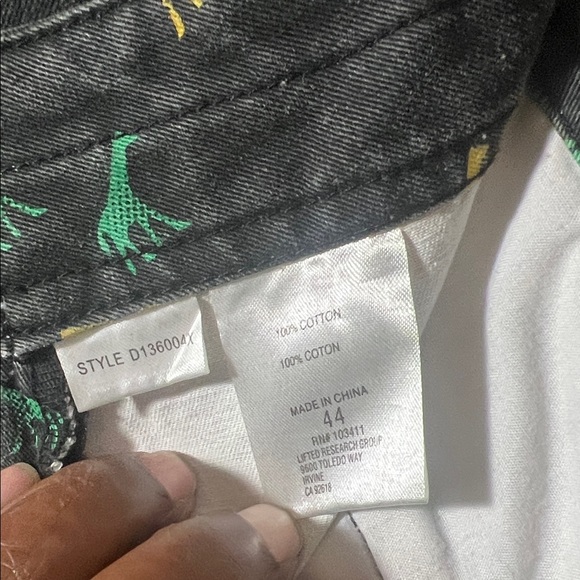 STYLE D136004X
100% COTTON
100% COTON
MADE IN CHINA
44
RN# 103411
LIFTED RESEARCH GROUP
9600 TOLEDO WAY
IRVINE
CA 92618